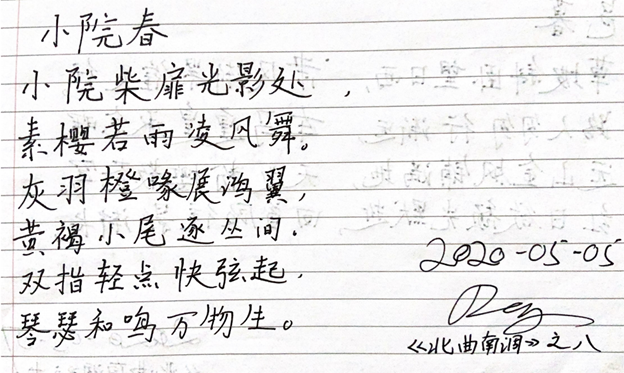 小院春
小院柴扉光影处，
素樱若雨凌风舞。
灰羽橙喙展鸿翼，
黄褐小尾逐丛间.
双指轻点快弦起.
琴瑟和鸣万物生。
2020-05-05
《北曲南涧》之八